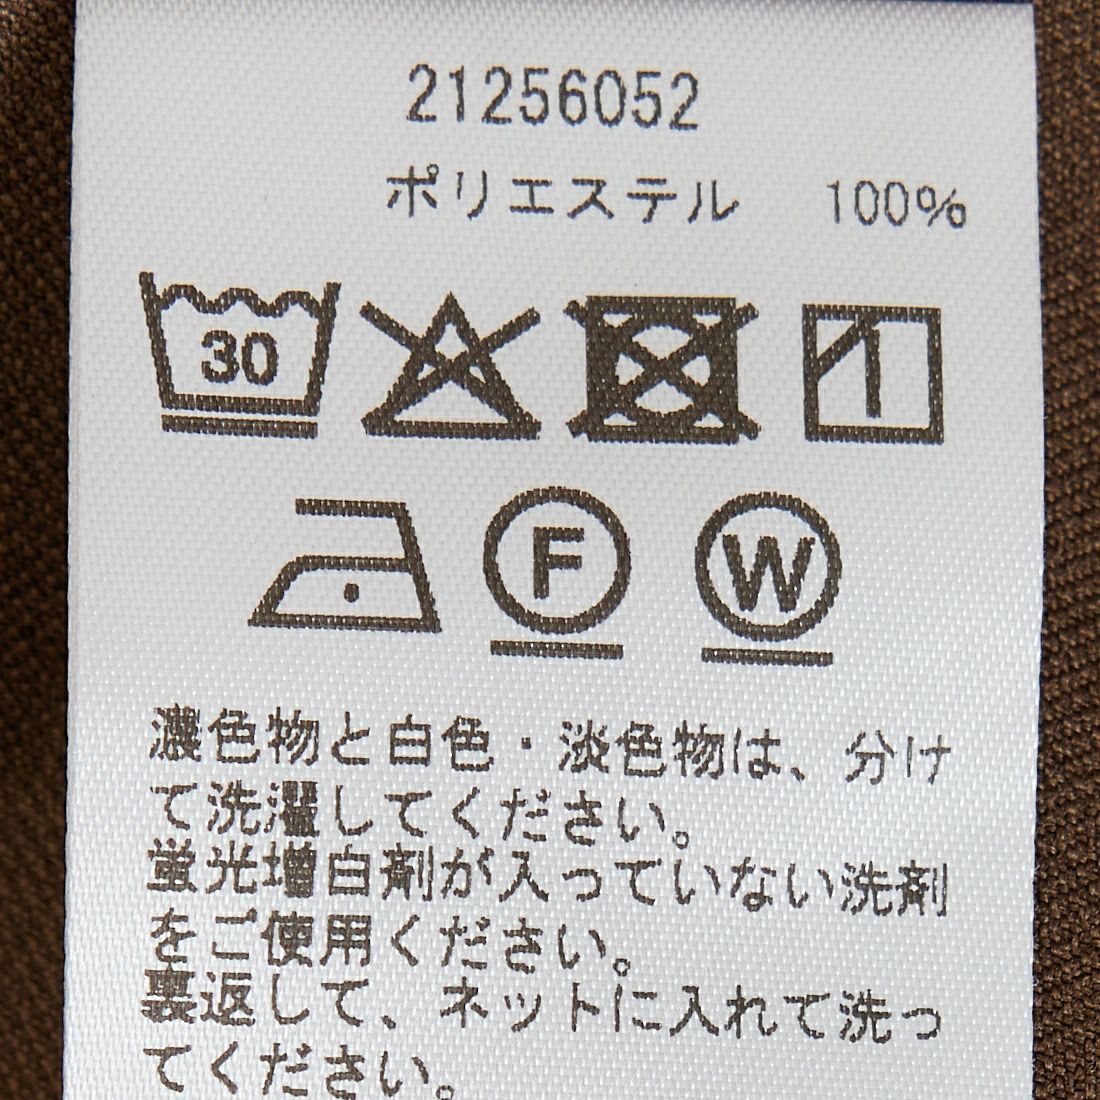 21256052
ポリエステル 100%
30
F W
濃色物と白色・淡色物は、分け
て洗濯してください。
蛍光増白剤が入っていない洗剤
をご使用ください。
裏返して、ネットに入れて洗っ
てください。